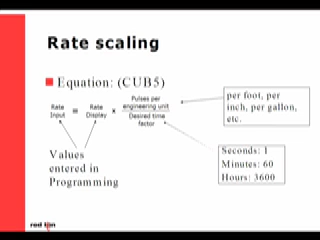 Rate scaling
Equation: (CUB5)
Rate Input = Rate Display × Pulses per engineering unit
Desired time factor
per foot, per
inch, per gallon,
etc.
Values
entered in
Programming
Seconds: 1
Minutes: 60
Hours: 3600
red lion